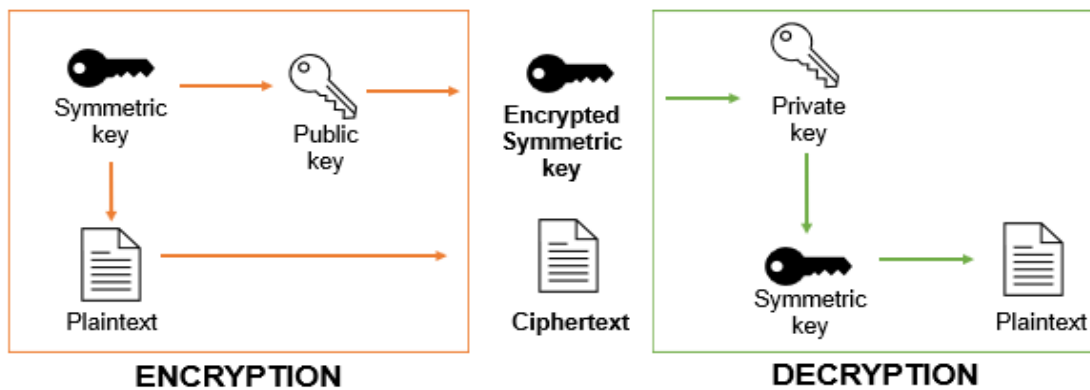 Symmetric
key
Public
key
Plaintext
ENCRYPTION
Encrypted
Symmetric
key
Ciphertext
Private
key
Symmetric
key
Plaintext
DECRYPTION